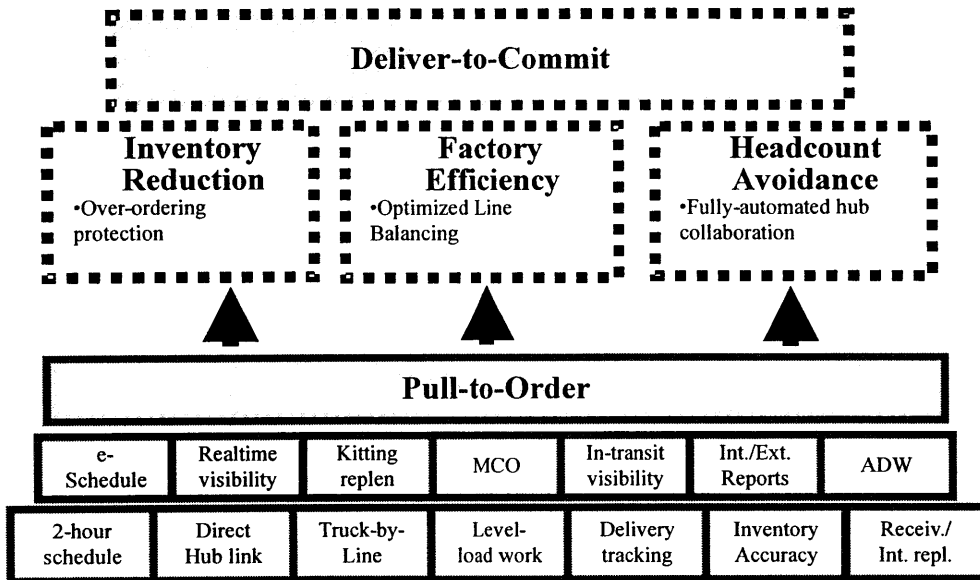 Deliver-to-Commit
Inventory
Reduction
•Over-ordering
protection
Factory
Efficiency
•Optimized Line
Balancing
Headcount
Avoidance
•Fully-automated hub
collaboration
Pull-to-Order
e-
Schedule
Realtime
visibility
Kitting
replen
MCO
In-transit
visibility
Int./Ext.
Reports
ADW
2-hour
schedule
Direct
Hub link
Truck-by-
Line
Level-
load work
Delivery
tracking
Inventory
Accuracy
Receiv./
Int. repl.